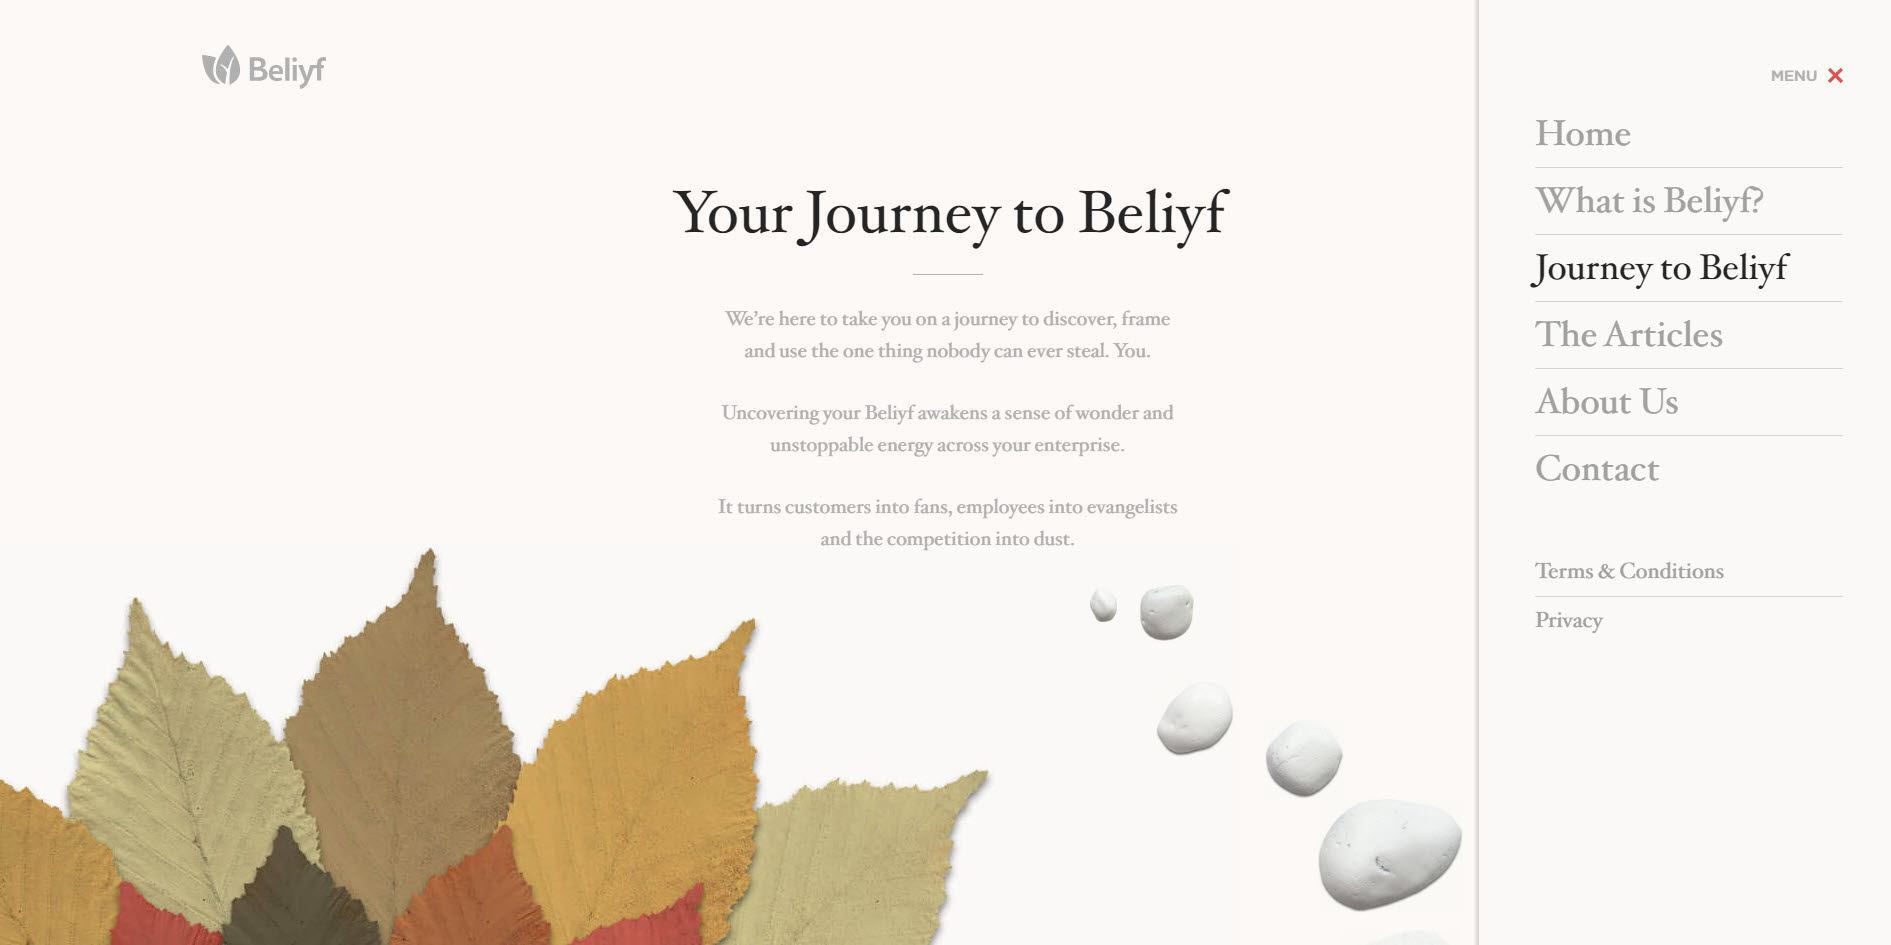 Beliyf
MENU
Your Journey to Beliyf
We're here to take you on a journey to discover, frame
and use the one thing nobody can ever steal. You.
Uncovering your Beliyf awakens a sense of wonder and
unstoppable energy across your enterprise.
It turns customers into fans, employees into evangelists
and the competition into dust.
Home
What is Beliyf?
Journey to Beliyf
The Articles
About Us
Contact
Terms & Conditions
Privacy